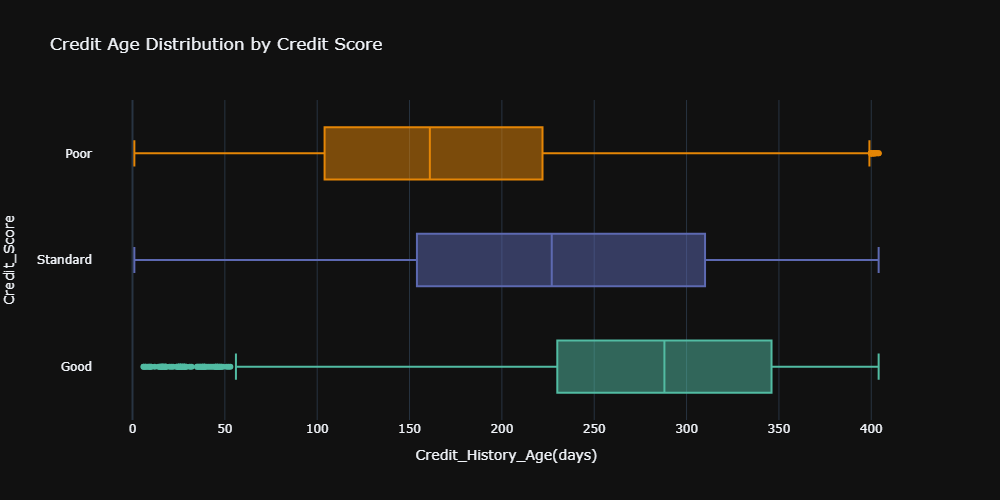 Credit Age Distribution by Credit Score
Credit_Score
Poor
Standard
Good
0 50 100 150 200 250 300 350 400
Credit_History_Age(days)